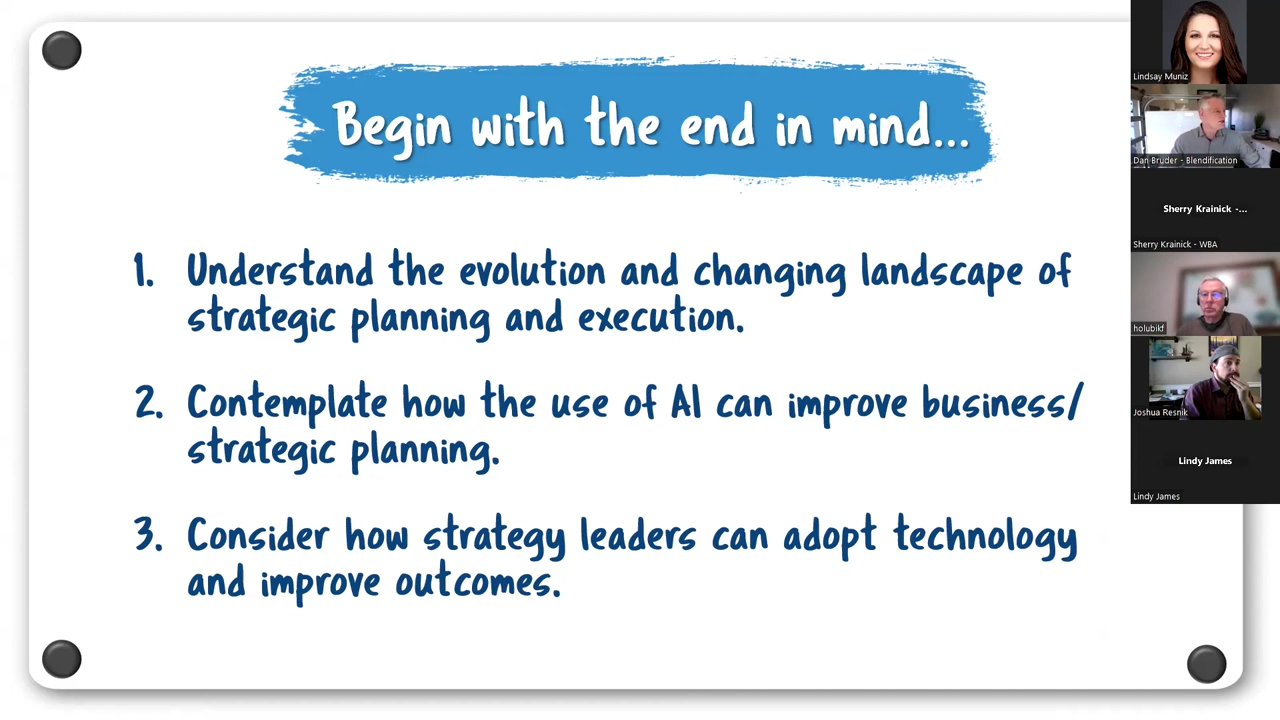 Begin with the end in mind...
1. Understand the evolution and changing landscape of
strategic planning and execution.
2. Contemplate how the use of AI can improve business/
strategic planning.
3. Consider how strategy leaders can adopt technology
and improve outcomes.
Lindsay Muniz
Dan Bruder - Blendification
Sherry Krainick -...
Sherry Krainick - WBA
holubikf
Joshua Resnik
Lindy James
Lindy James